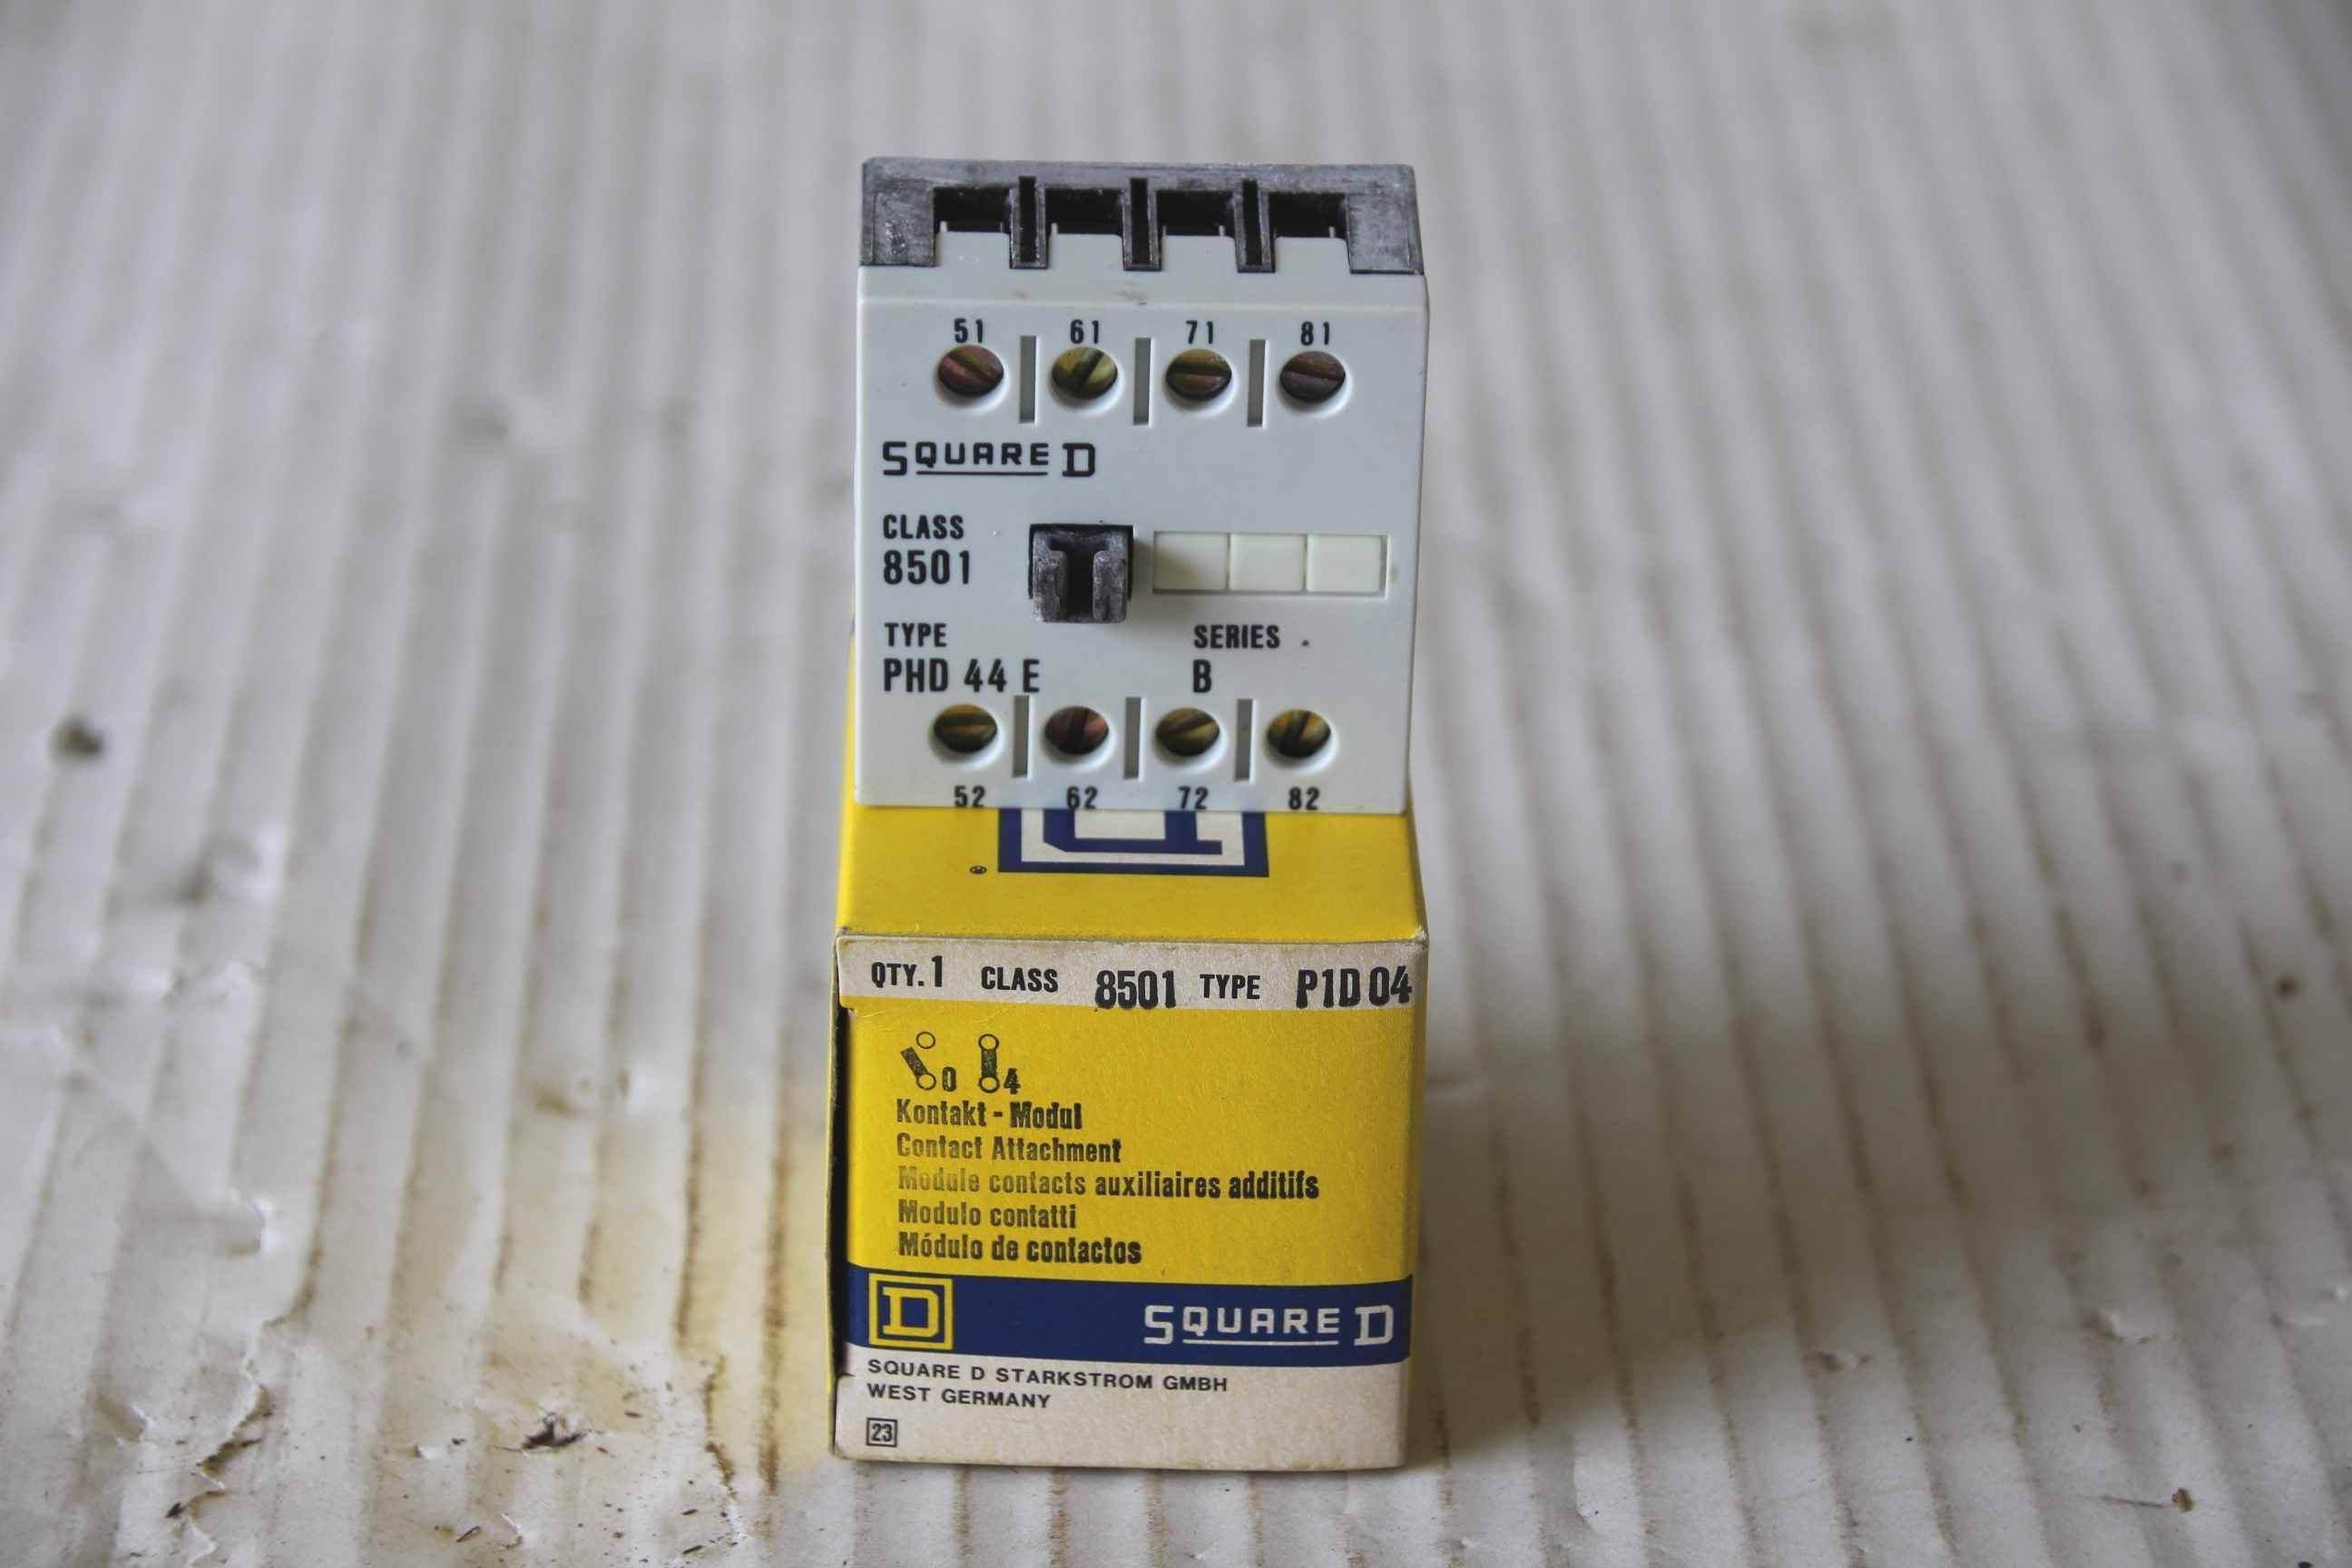 51 61 71 81
SQUARE D
CLASS
8501
TYPE SERIES
PHD 44 E B
52 62 72 82
D
®
QTY. 1 CLASS 8501 TYPE P1D 04
0 4
Kontakt - Modul
Contact Attachment
Module contacts auxiliaires additifs
Modulo contatti
Módulo de contactos
D SQUARE D
SQUARE D STARKSTROM GMBH
WEST GERMANY
23